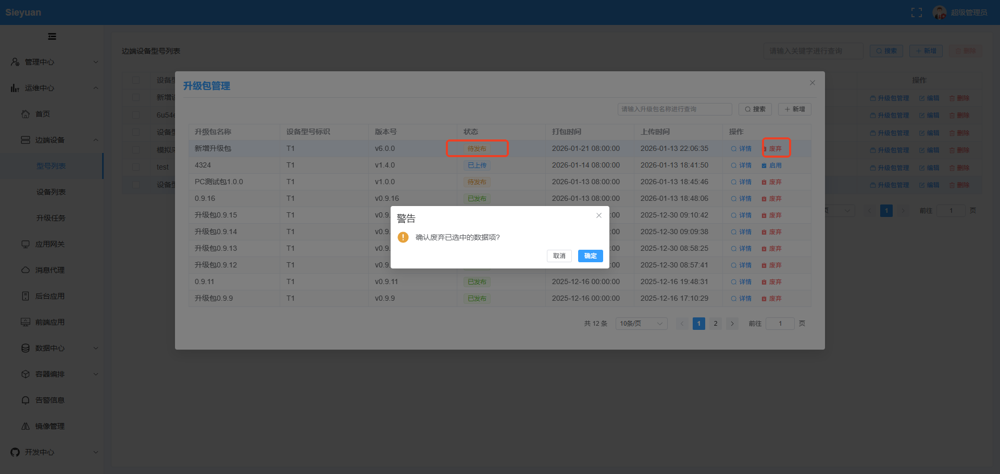 Sieyuan
超级管理员
管理中心
运维中心
首页
边端设备
型号列表
设备列表
升级任务
应用网关
消息代理
后台应用
前端应用
数据中心
容器编排
告警信息
镜像管理
开发中心
边端设备型号列表
请输入关键字进行查询 搜索 新增 删除
设备型 操作
新增设 升级包管理 编辑 删除
6u54e 升级包管理 编辑 删除
设备型 升级包管理 编辑 删除
模拟采 升级包管理 编辑 删除
test 升级包管理 编辑 删除
设备型 升级包管理 编辑 删除
页 1 前往 1 页
升级包管理
请输入升级包名称进行查询 搜索 新增
升级包名称 设备型号标识 版本号 状态 打包时间 上传时间 操作
新增升级包 T1 v6.0.0 待发布 2026-01-21 08:00:00 2026-01-13 22:06:35 详情 废弃
4324 T1 v1.4.0 已上传 2026-01-14 08:00:00 2026-01-13 18:41:50 详情 启用
PC测试包1.0.0 T1 v1.0.0 待发布 2026-01-13 08:00:00 2026-01-13 18:45:46 详情 废弃
0.9.16 T1 v0.9.16 已发布 2026-01-13 08:00:00 2026-01-13 18:48:06 详情 废弃
升级包0.9.15 T1 v0.9. :00 2025-12-30 09:10:42 详情 废弃
升级包0.9.14 T1 v0.9. :00 2025-12-30 09:09:38 详情 废弃
升级包0.9.13 T1 v0.9. :00 2025-12-30 08:58:25 详情 废弃
升级包0.9.12 T1 v0.9. :00 2025-12-30 08:57:41 详情 废弃
0.9.11 T1 v0.9.11 已发布 2025-12-16 00:00:00 2025-12-16 19:48:31 详情 废弃
升级包0.9.9 T1 v0.9.9 已发布 2025-12-16 00:00:00 2025-12-16 17:10:29 详情 废弃
共 12 条 10条/页 1 2 前往 1 页
警告
确认废弃已选中的数据项?
取消 确定